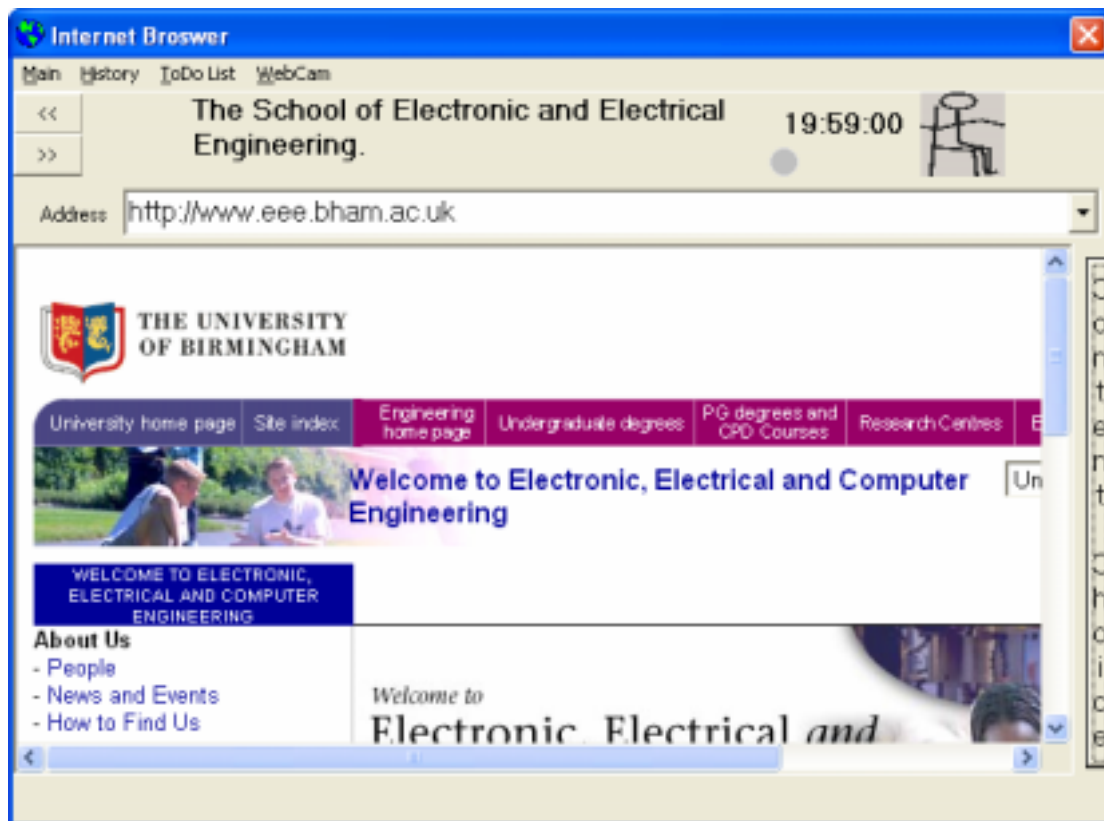 Internet Broswer
Main History ToDo List WebCam
<<
>>
The School of Electronic and Electrical
Engineering.
19:59:00
Address http://www.eee.bham.ac.uk
THE UNIVERSITY
OF BIRMINGHAM
University home page Site index Engineering home page Undergraduate degrees PG degrees and CPD Courses Research Centres E
Welcome to Electronic, Electrical and Computer
Engineering
Un
WELCOME TO ELECTRONIC,
ELECTRICAL AND COMPUTER
ENGINEERING
About Us
- People
- News and Events
- How to Find Us
Welcome to
Electronic, Electrical and